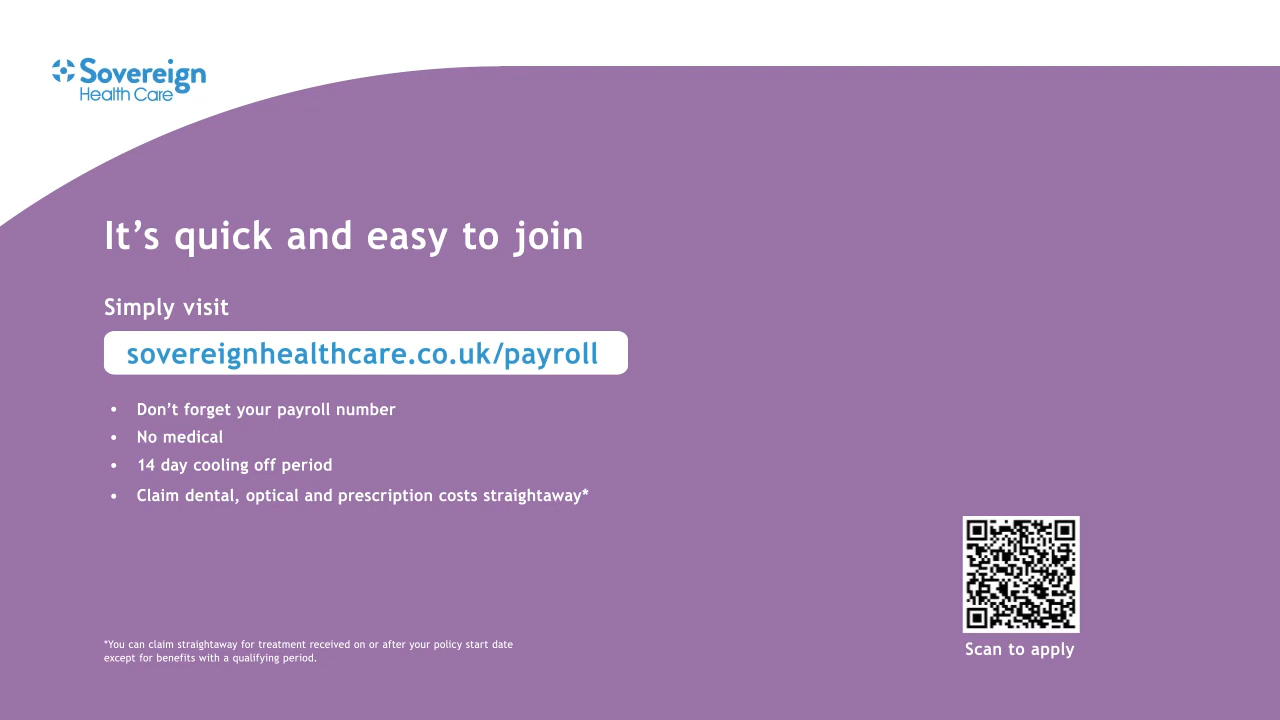 Sovereign
Health Care
It’s quick and easy to join
Simply visit
sovereignhealthcare.co.uk/payroll
• Don’t forget your payroll number
• No medical
• 14 day cooling off period
• Claim dental, optical and prescription costs straightaway*
*You can claim straightaway for treatment received on or after your policy start date
except for benefits with a qualifying period.
Scan to apply